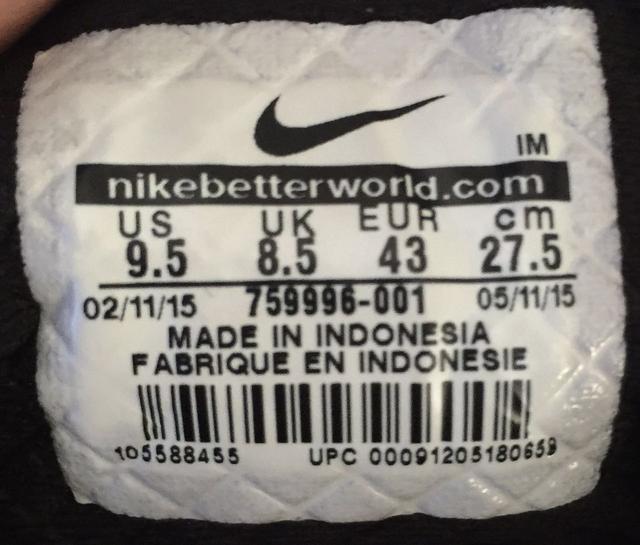 IM
nikebetterworld.com
US UK EUR cm
9.5 8.5 43 27.5
02/11/15 759996-001 05/11/15
MADE IN INDONESIA
FABRIQUE EN INDONESIE
105588455 UPC 00091205180659